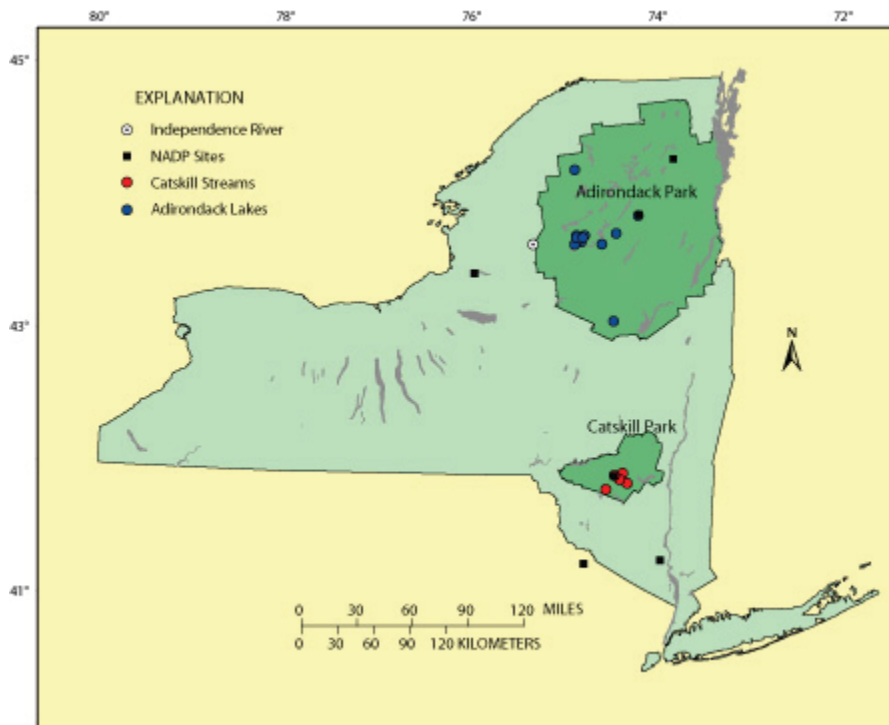 80° 78° 76° 74° 72°
45°
EXPLANATION
Independence River
NADP Sites
Catskill Streams
Adirondack Lakes
Adirondack Park
43°
N
Catskill Park
41°
0 30 60 90 120 MILES
0 30 60 90 120 KILOMETERS